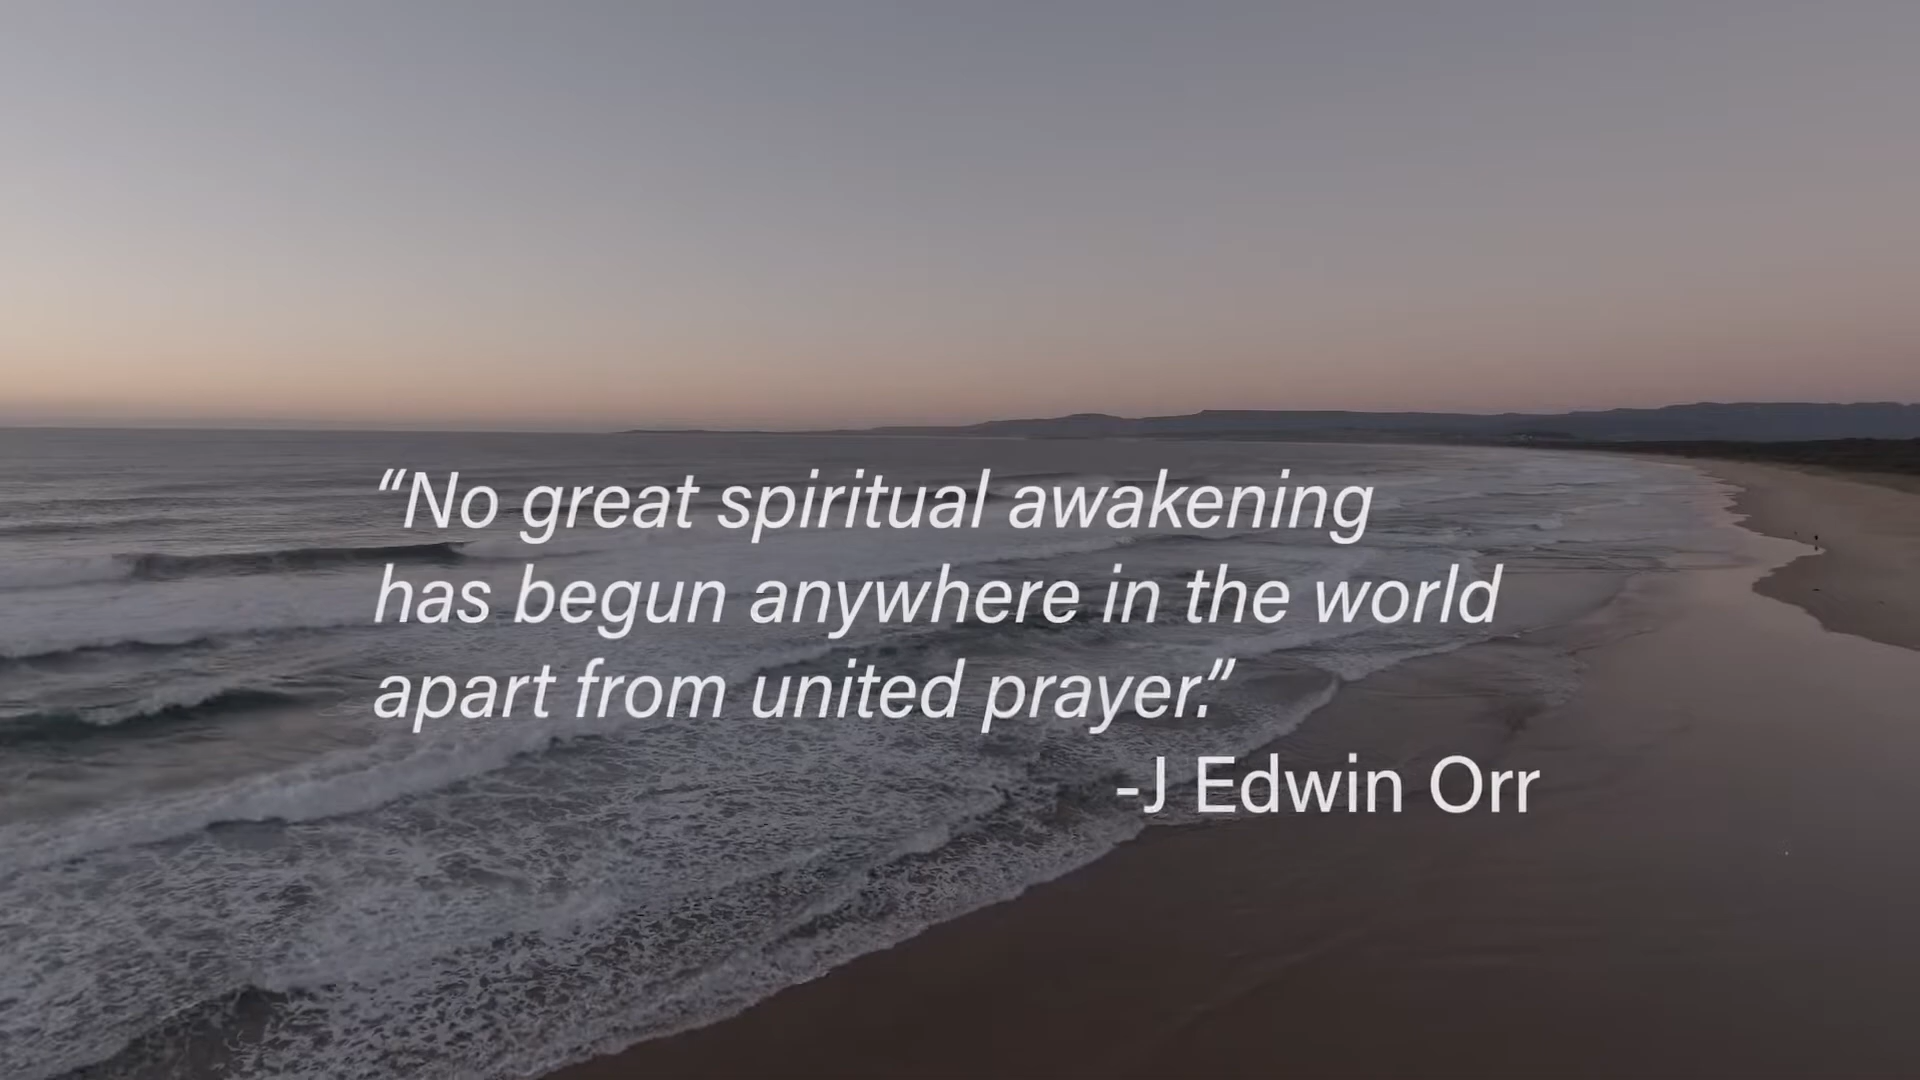 “No great spiritual awakening
has begun anywhere in the world
apart from united prayer.”
-J Edwin Orr